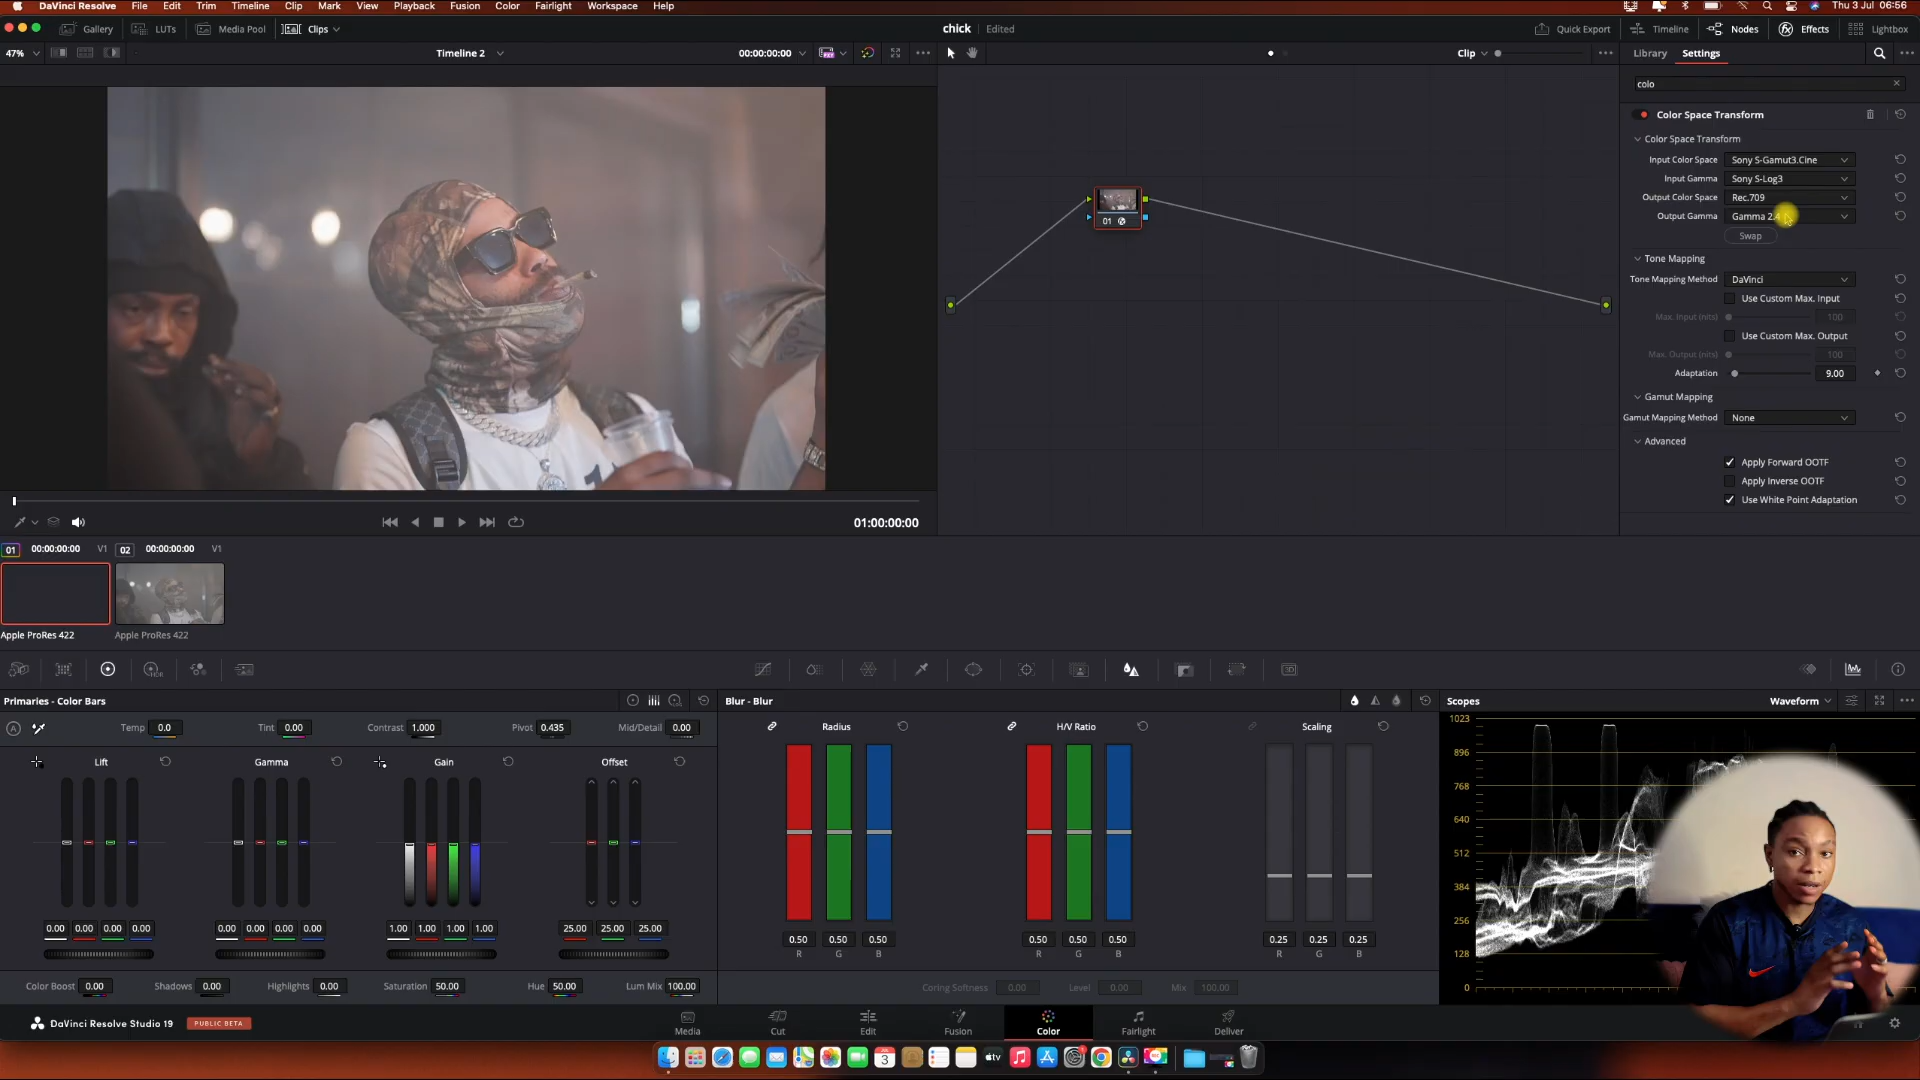 DaVinci Resolve File Edit Trim Timeline Clip Mark View Playback Fusion Color Fairlight Workspace Help Thu 3 Jul 06:56
Gallery LUTs Media Pool Clips chick Edited Quick Export Timeline Nodes Effects Lightbox
47% Timeline 2 00:00:00:00 Clip Library Settings
colo
Color Space Transform
Color Space Transform
Input Color Space Sony S-Gamut3.Cine
Input Gamma Sony S-Log3
Output Color Space Rec.709
Output Gamma Gamma 2.4
Swap
01
Tone Mapping
Tone Mapping Method DaVinci
Use Custom Max. Input
Max. Input (nits) 100
Use Custom Max. Output
Max. Output (nits) 100
Adaptation 9.00
Gamut Mapping
Gamut Mapping Method None
Advanced
Apply Forward OOTF
Apply Inverse OOTF
Use White Point Adaptation
01:00:00:00
01 00:00:00:00 V1 02 00:00:00:00 V1
Apple ProRes 422 Apple ProRes 422
Primaries - Color Bars Blur - Blur Scopes Waveform
Temp 0.0 Tint 0.00 Contrast 1.000 Pivot 0.435 Mid/Detail 0.00
Radius H/V Ratio Scaling
Lift Gamma Gain Offset
1023
896
768
640
512
384
256
128
0
0.00 0.00 0.00 0.00 0.00 0.00 0.00 0.00 1.00 1.00 1.00 1.00 25.00 25.00 25.00
0.50 0.50 0.50 0.50 0.50 0.50 0.25 0.25 0.25
R G B R G B R G B
Color Boost 0.00 Shadows 0.00 Highlights 0.00 Saturation 50.00 Hue 50.00 Lum Mix 100.00
Coring Softness 0.00 Level 0.00 Mix 100.00
DaVinci Resolve Studio 19 PUBLIC BETA
Media Cut Edit Fusion Color Fairlight Deliver